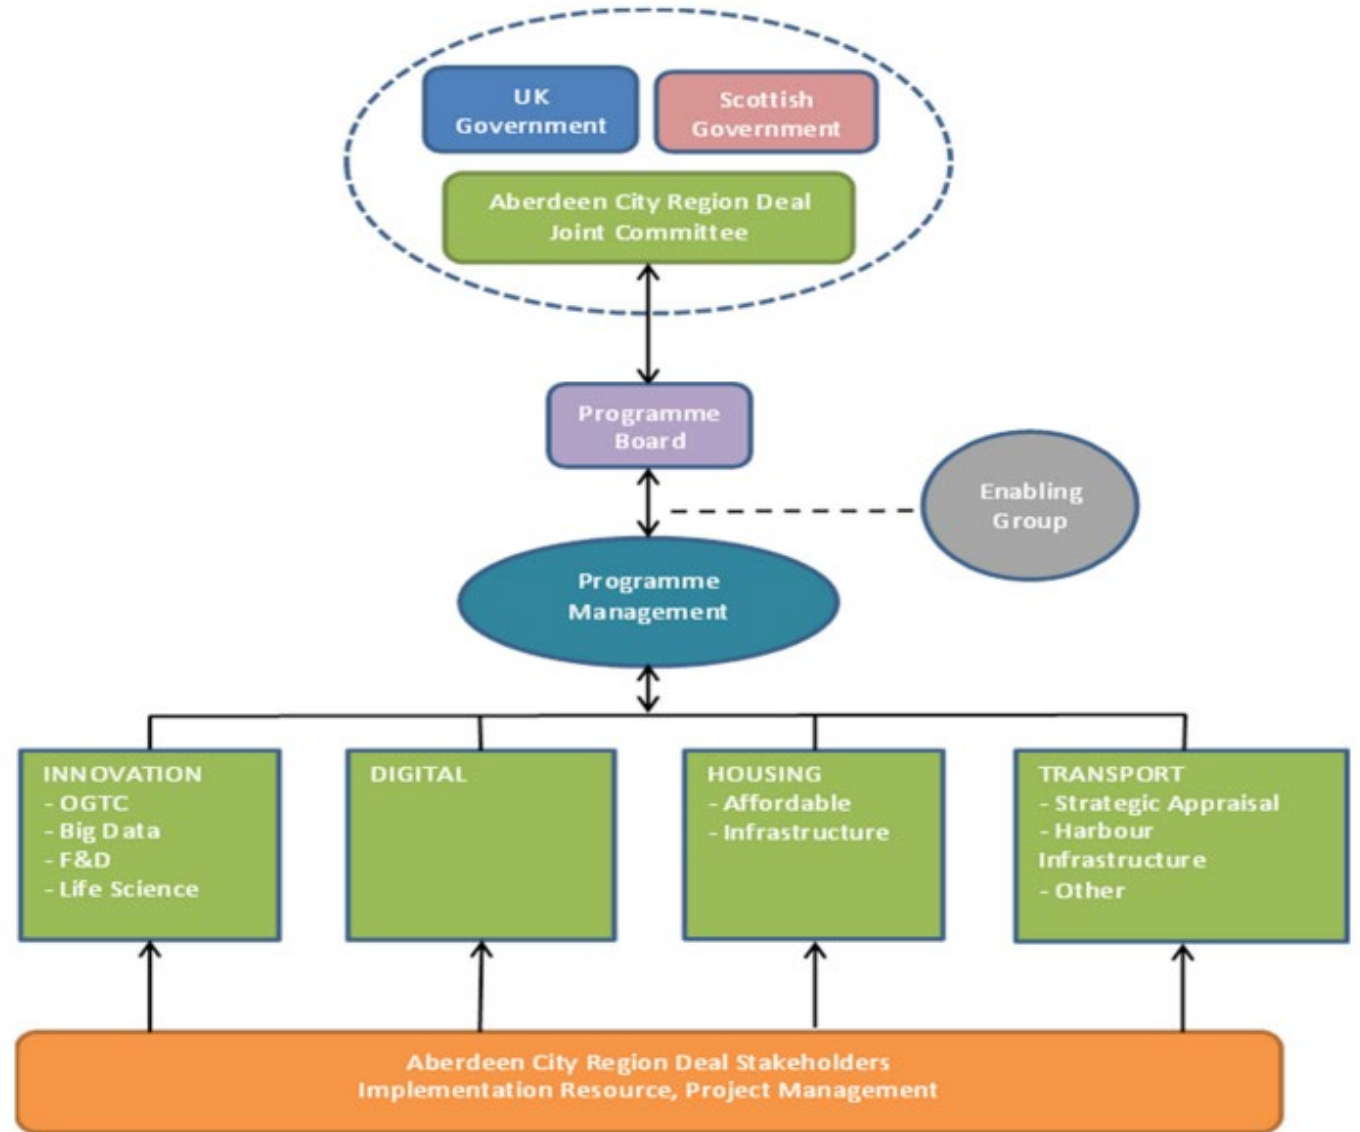 UK
Government
Scottish
Government
Aberdeen City Region Deal
Joint Committee
Programme
Board
Enabling
Group
Programme
Management
INNOVATION
- OGTC
- Big Data
- F&D
- Life Science
DIGITAL
HOUSING
- Affordable
- Infrastructure
TRANSPORT
- Strategic Appraisal
- Harbour
Infrastructure
- Other
Aberdeen City Region Deal Stakeholders
Implementation Resource, Project Management